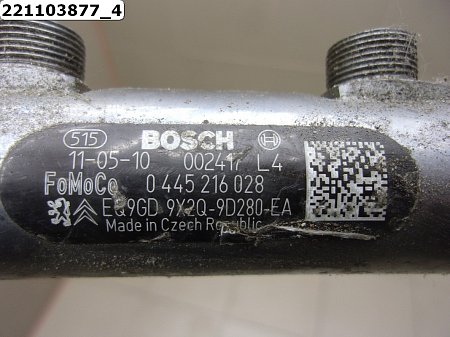 221103877_4
515 BOSCH
11-05-10 002417 L4
FoMoCo 0 445 216 028
EQ9GD 9X2Q-9D280-EA
Made in Czech Republic